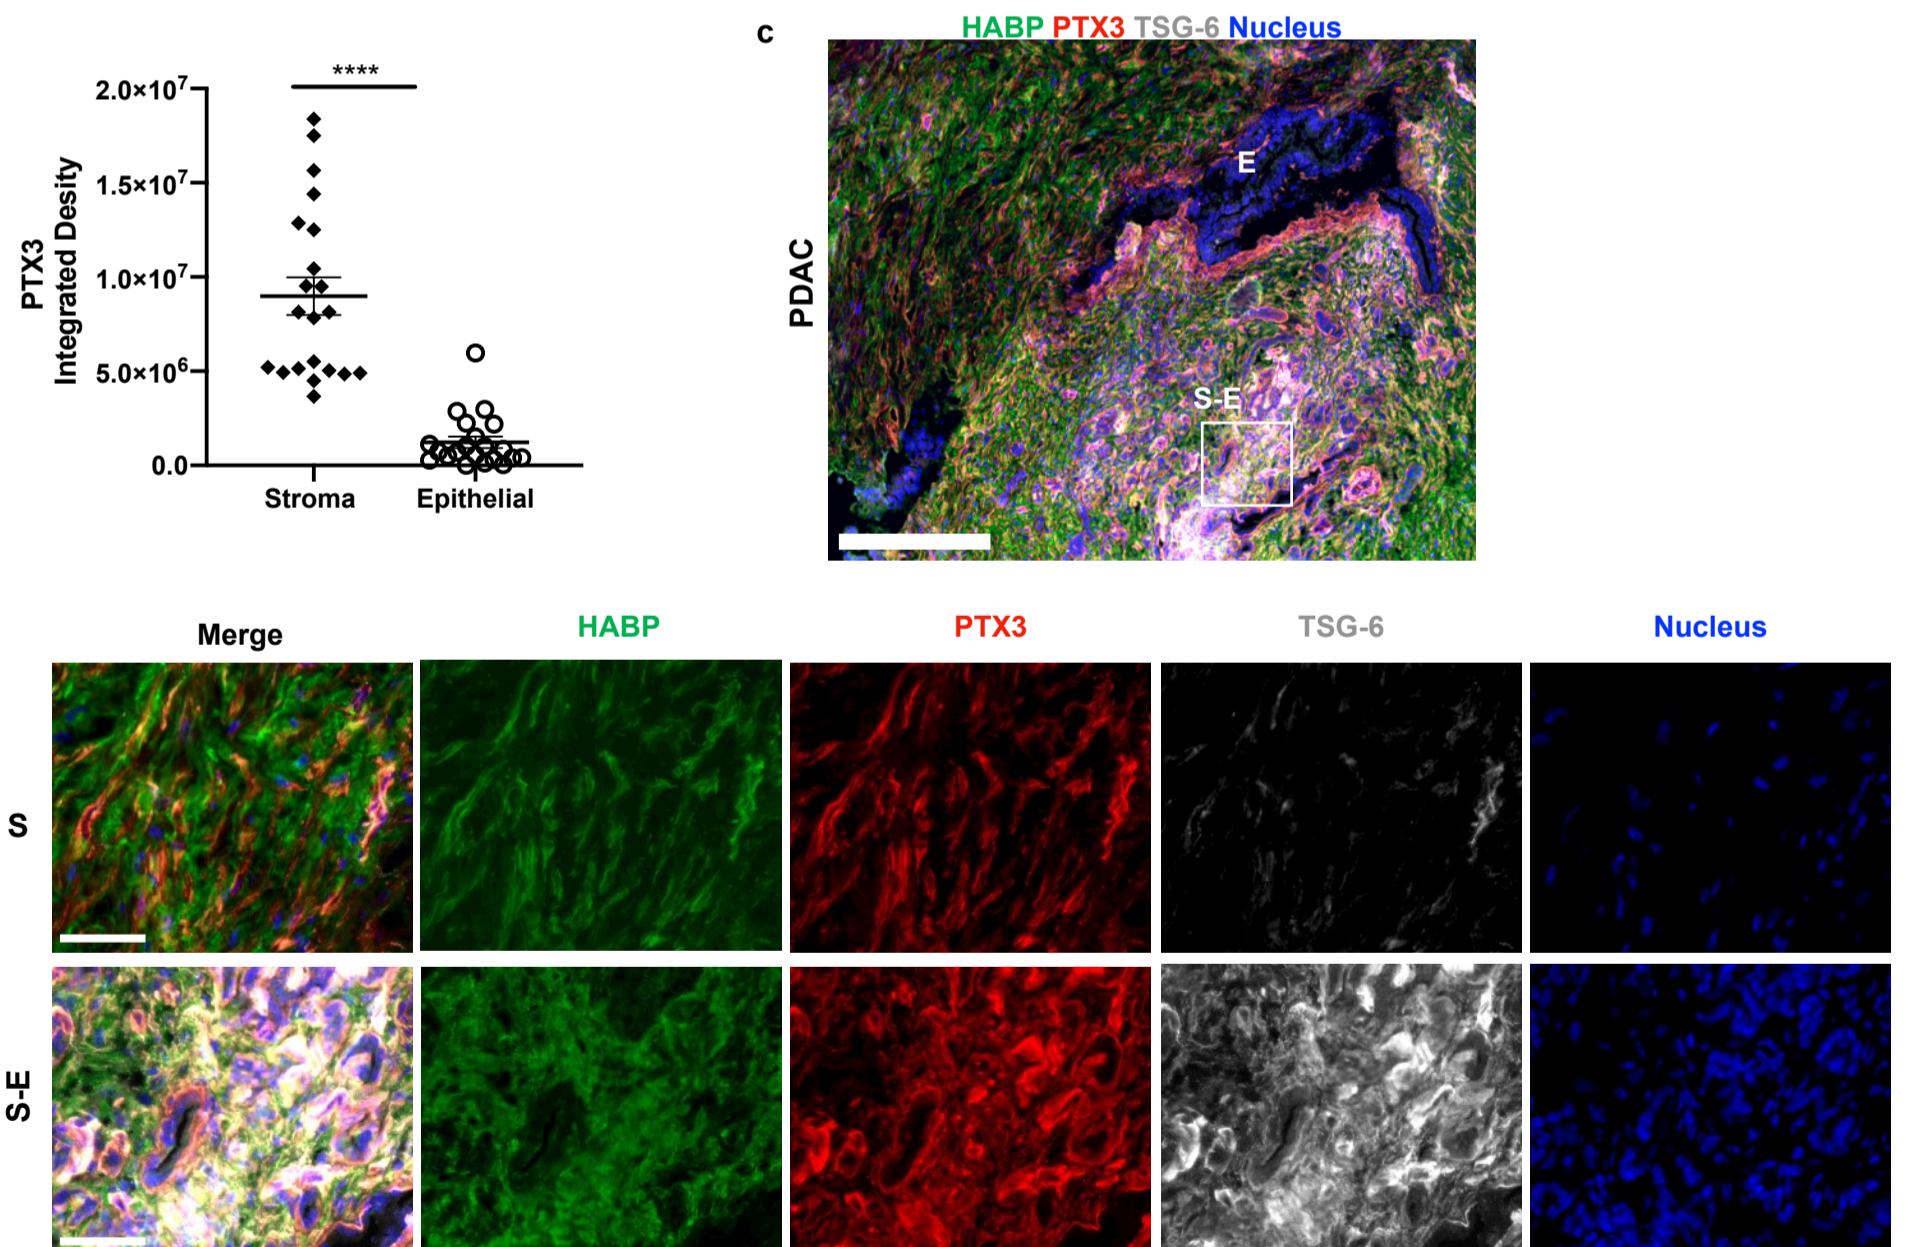 c
HABP PTX3 TSG-6 Nucleus
****
2.0×10⁷
1.5×10⁷
1.0×10⁷
5.0×10⁶
0.0
PTX3
Integrated Desity
Stroma Epithelial
PDAC
E
S-E
Merge HABP PTX3 TSG-6 Nucleus
S
S-E